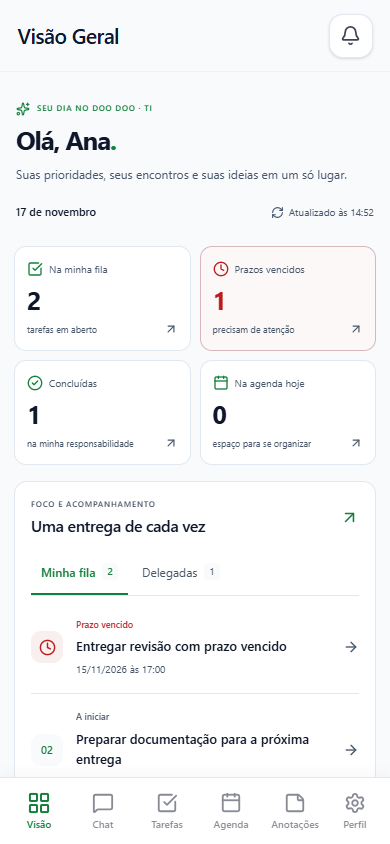 Visão Geral
SEU DIA NO DOO DOO · TI
Olá, Ana.
Suas prioridades, seus encontros e suas ideias em um só lugar.
17 de novembro
Atualizado às 14:52
Na minha fila
2
tarefas em aberto
Prazos vencidos
1
precisam de atenção
Concluídas
1
na minha responsabilidade
Na agenda hoje
0
espaço para se organizar
FOCO E ACOMPANHAMENTO
Uma entrega de cada vez
Minha fila 2
Delegadas 1
Prazo vencido
Entregar revisão com prazo vencido
15/11/2026 às 17:00
A iniciar
02
Preparar documentação para a próxima
entrega
Visão
Chat
Tarefas
Agenda
Anotações
Perfil